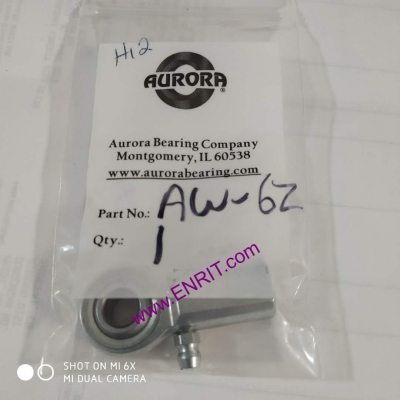 H12
AURORA®
Aurora Bearing Company
Montgomery, IL 60538
www.aurorabearing.com
Part No.: AW-6Z
Qty.: 1
www.ENRIT.com
SHOT ON MI 6X
MI DUAL CAMERA